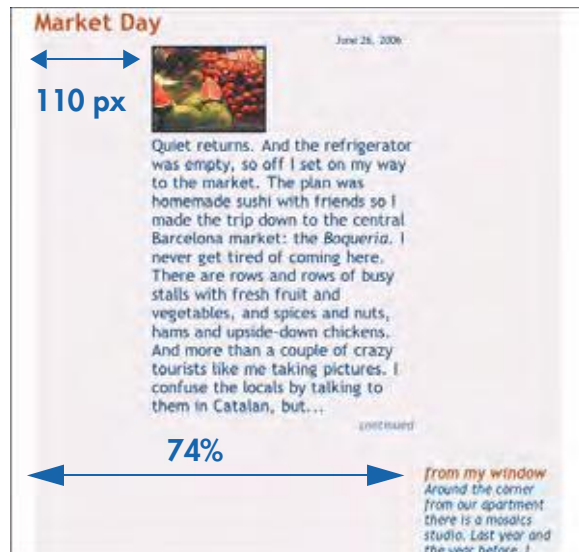 Market Day
June 26, 2006
110 px
Quiet returns. And the refrigerator
was empty, so off I set on my way
to the market. The plan was
homemade sushi with friends so I
made the trip down to the central
Barcelona market: the Boqueria. I
never get tired of coming here.
There are rows and rows of busy
stalls with fresh fruit and
vegetables, and spices and nuts,
hams and upside-down chickens.
And more than a couple of crazy
tourists like me taking pictures. I
confuse the locals by talking to
them in Catalan, but...
continued
74%
from my window
Around the corner
from our apartment
there is a mosaics
studio. Last year and
the year before, I